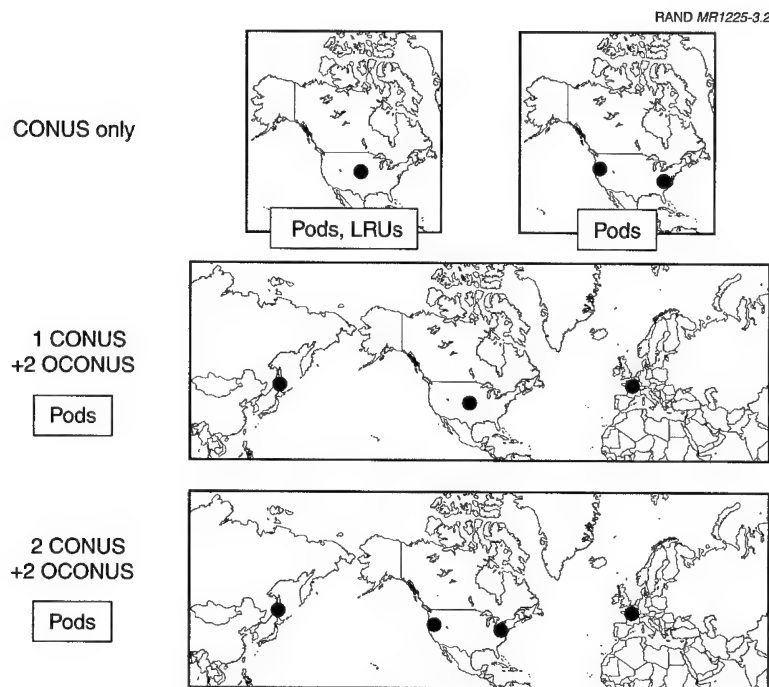 RAND MR1225-3.2
CONUS only
Pods, LRUs
Pods
1 CONUS
+2 OCONUS
Pods
2 CONUS
+2 OCONUS
Pods